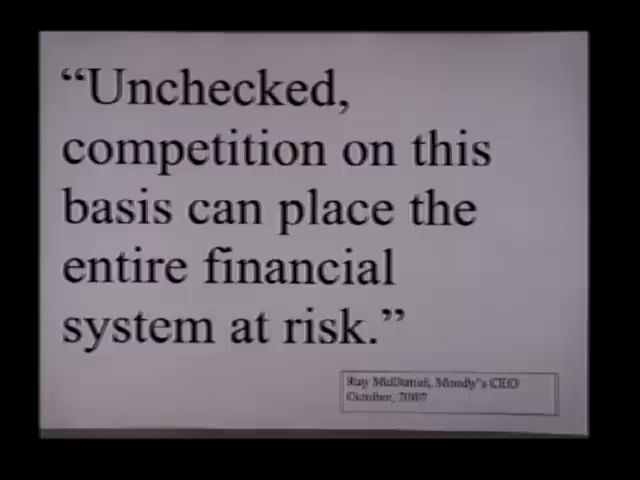 “Unchecked,
competition on this
basis can place the
entire financial
system at risk.”
Ray McDaniel, Moody's CEO
October, 2007